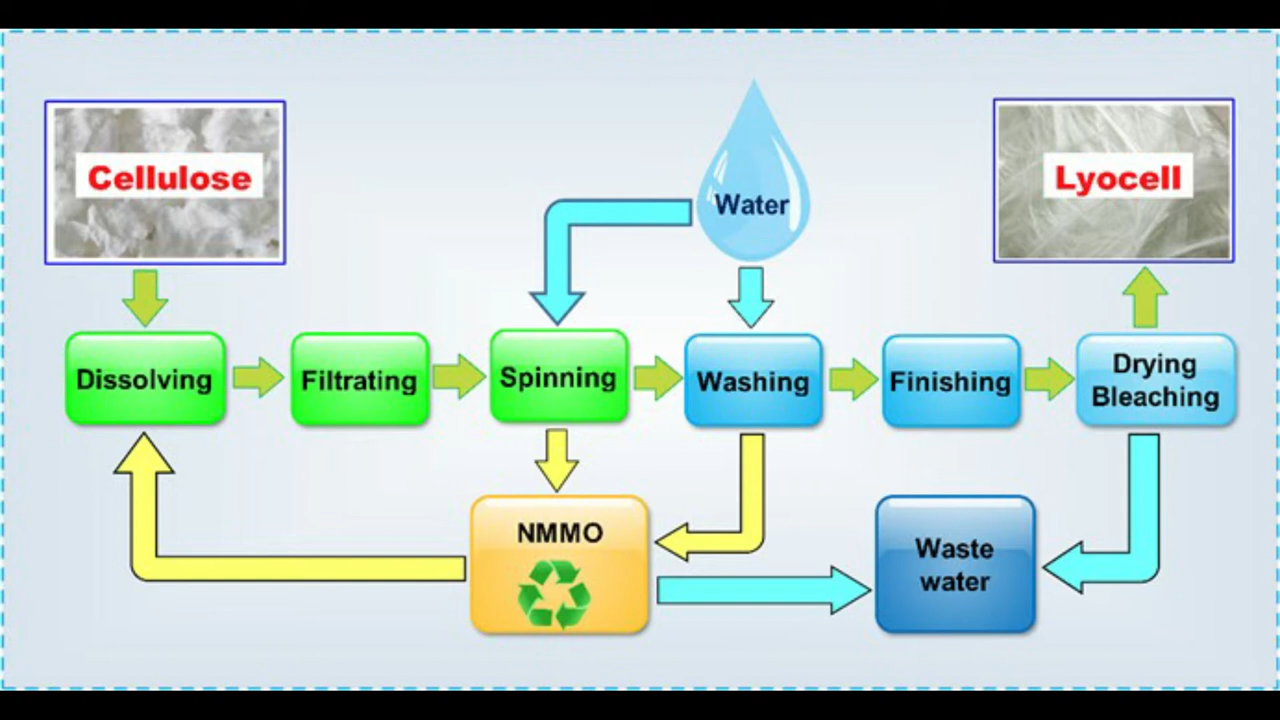 Cellulose
Lyocell
Water
Dissolving
Filtrating
Spinning
Washing
Finishing
Drying
Bleaching
NMMO
Waste
water